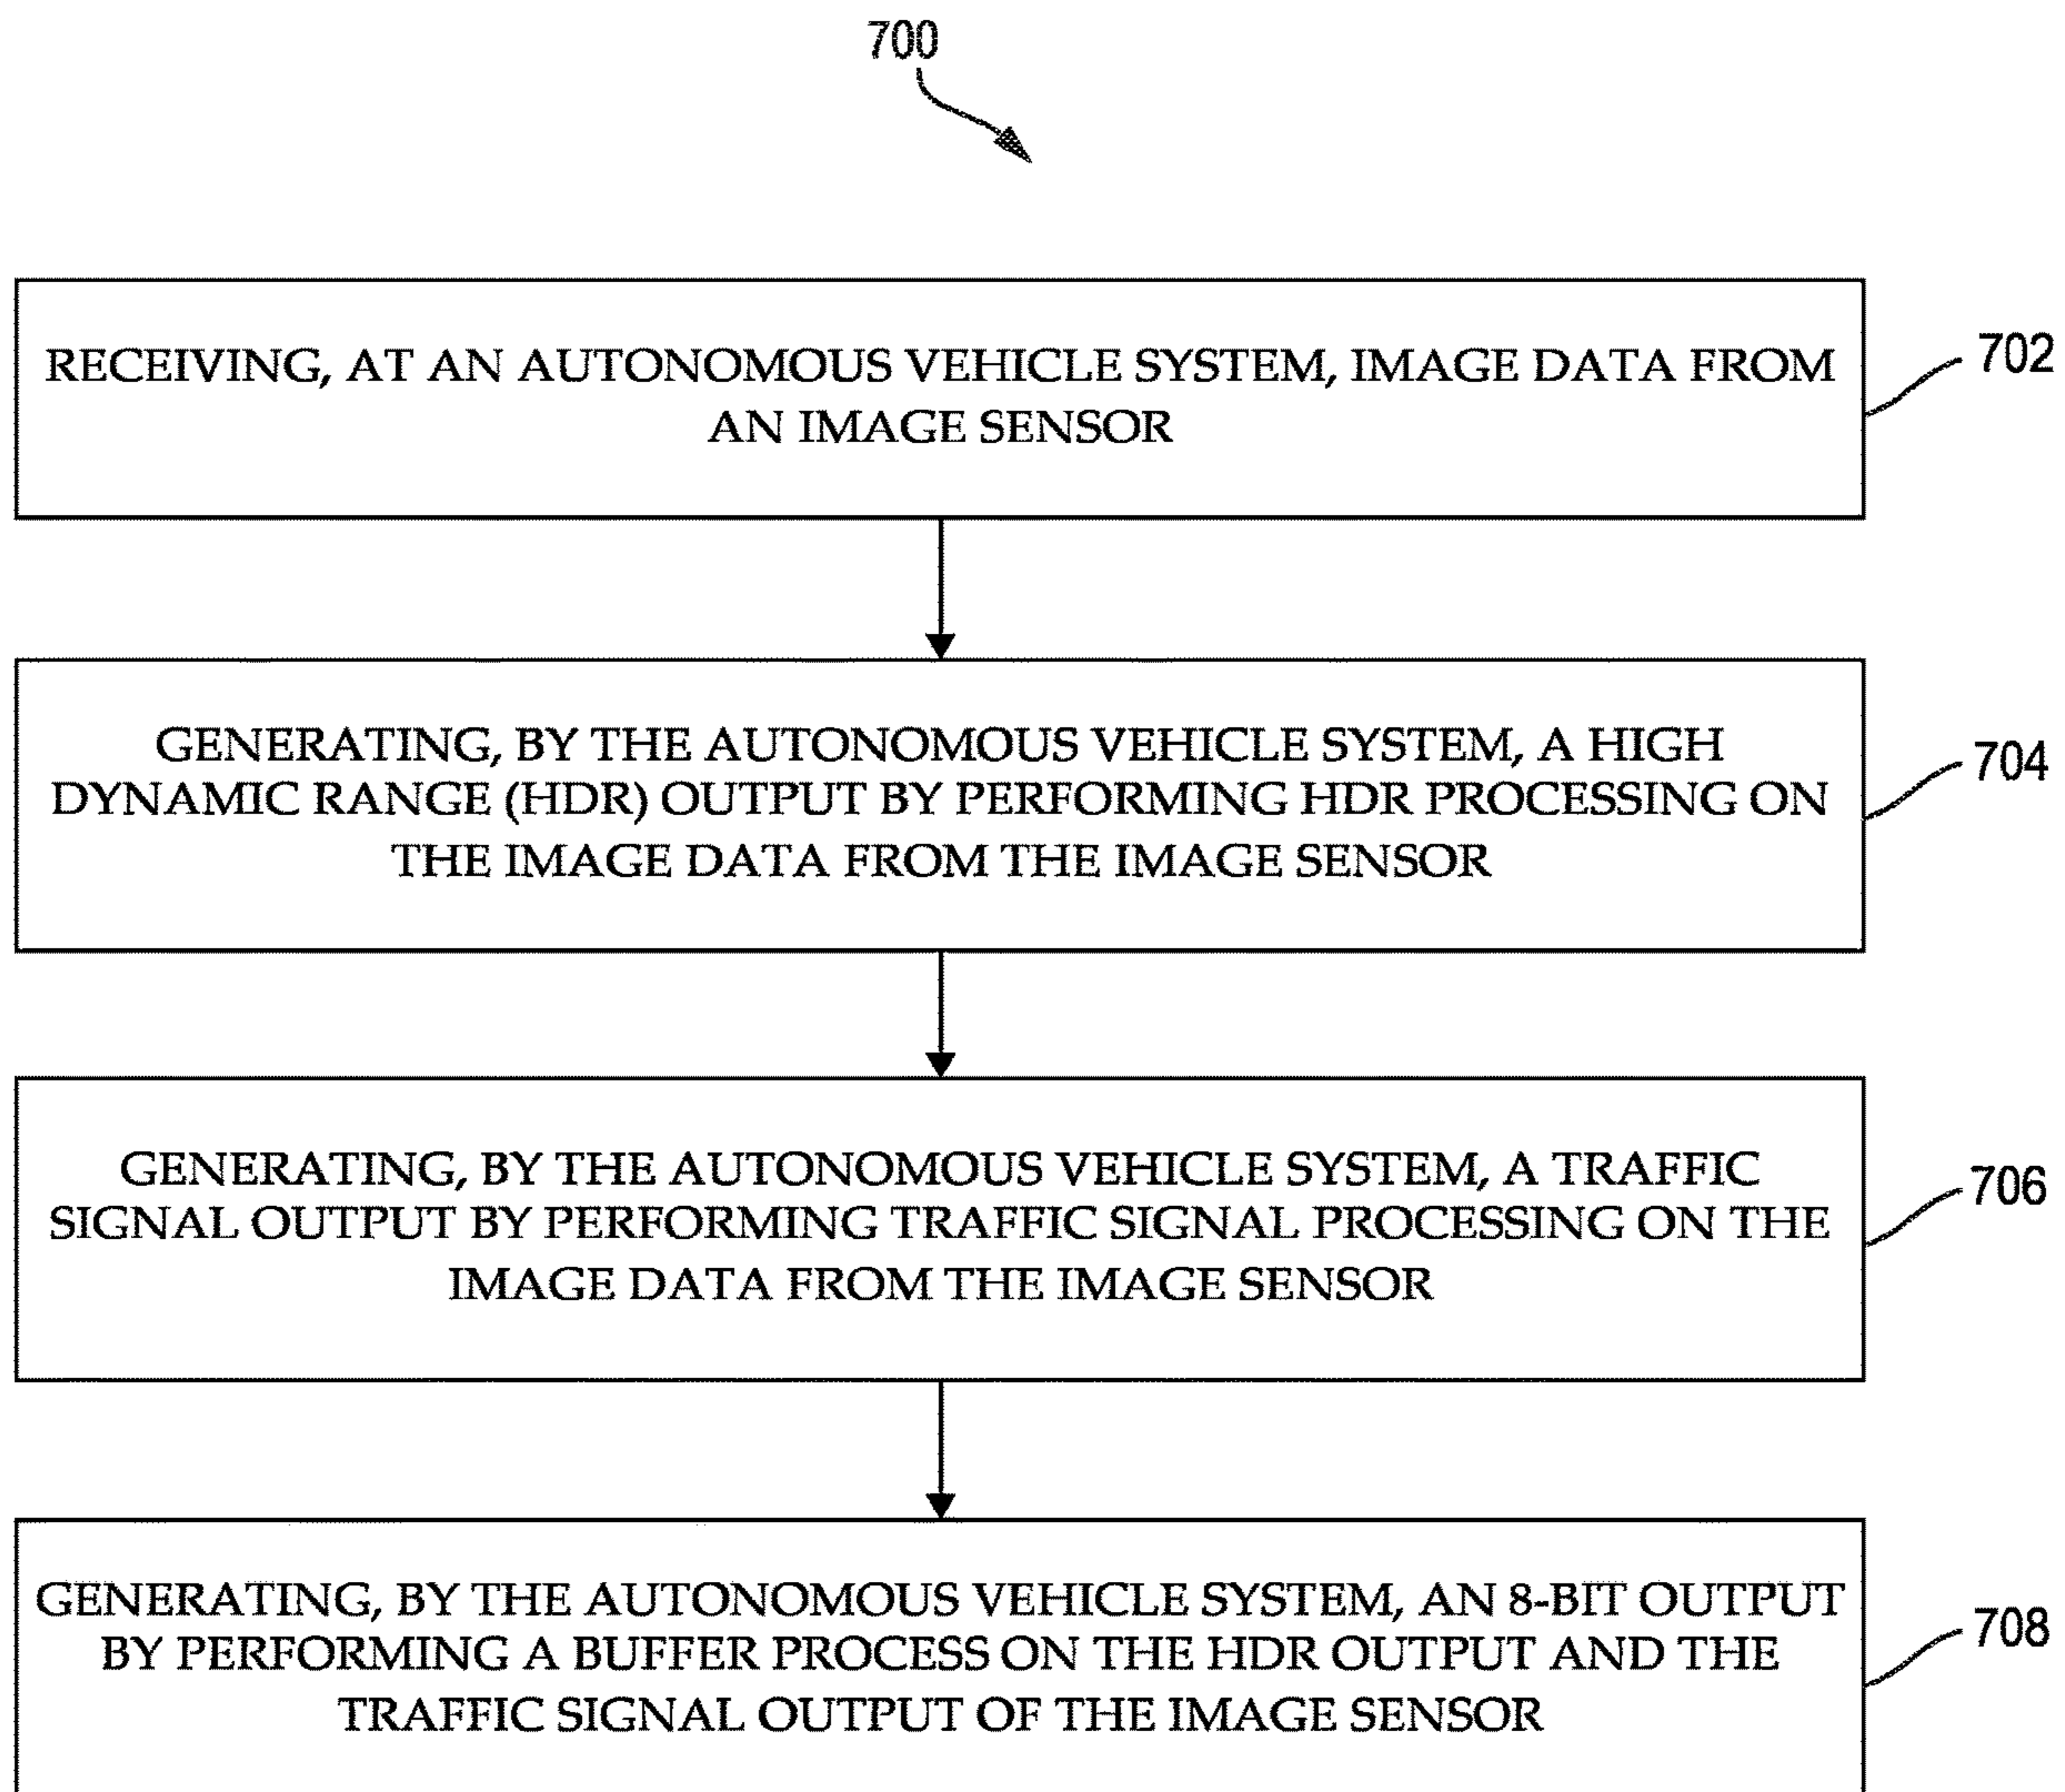 700
RECEIVING, AT AN AUTONOMOUS VEHICLE SYSTEM, IMAGE DATA FROM
AN IMAGE SENSOR
702
GENERATING, BY THE AUTONOMOUS VEHICLE SYSTEM, A HIGH
DYNAMIC RANGE (HDR) OUTPUT BY PERFORMING HDR PROCESSING ON
THE IMAGE DATA FROM THE IMAGE SENSOR
704
GENERATING, BY THE AUTONOMOUS VEHICLE SYSTEM, A TRAFFIC
SIGNAL OUTPUT BY PERFORMING TRAFFIC SIGNAL PROCESSING ON THE
IMAGE DATA FROM THE IMAGE SENSOR
706
GENERATING, BY THE AUTONOMOUS VEHICLE SYSTEM, AN 8-BIT OUTPUT
BY PERFORMING A BUFFER PROCESS ON THE HDR OUTPUT AND THE
TRAFFIC SIGNAL OUTPUT OF THE IMAGE SENSOR
708